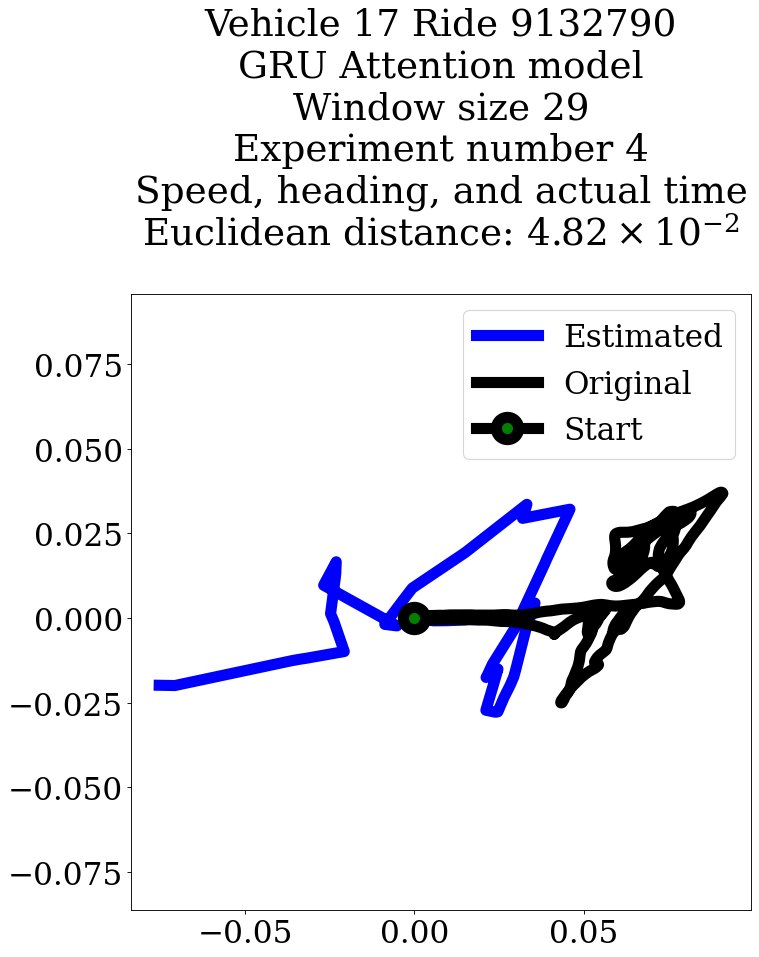 Vehicle 17 Ride 9132790
GRU Attention model
Window size 29
Experiment number 4
Speed, heading, and actual time
Euclidean distance: 4.82 × 10⁻²
Estimated
Original
Start
0.075
0.050
0.025
0.000
−0.025
−0.050
−0.075
−0.05
0.00
0.05